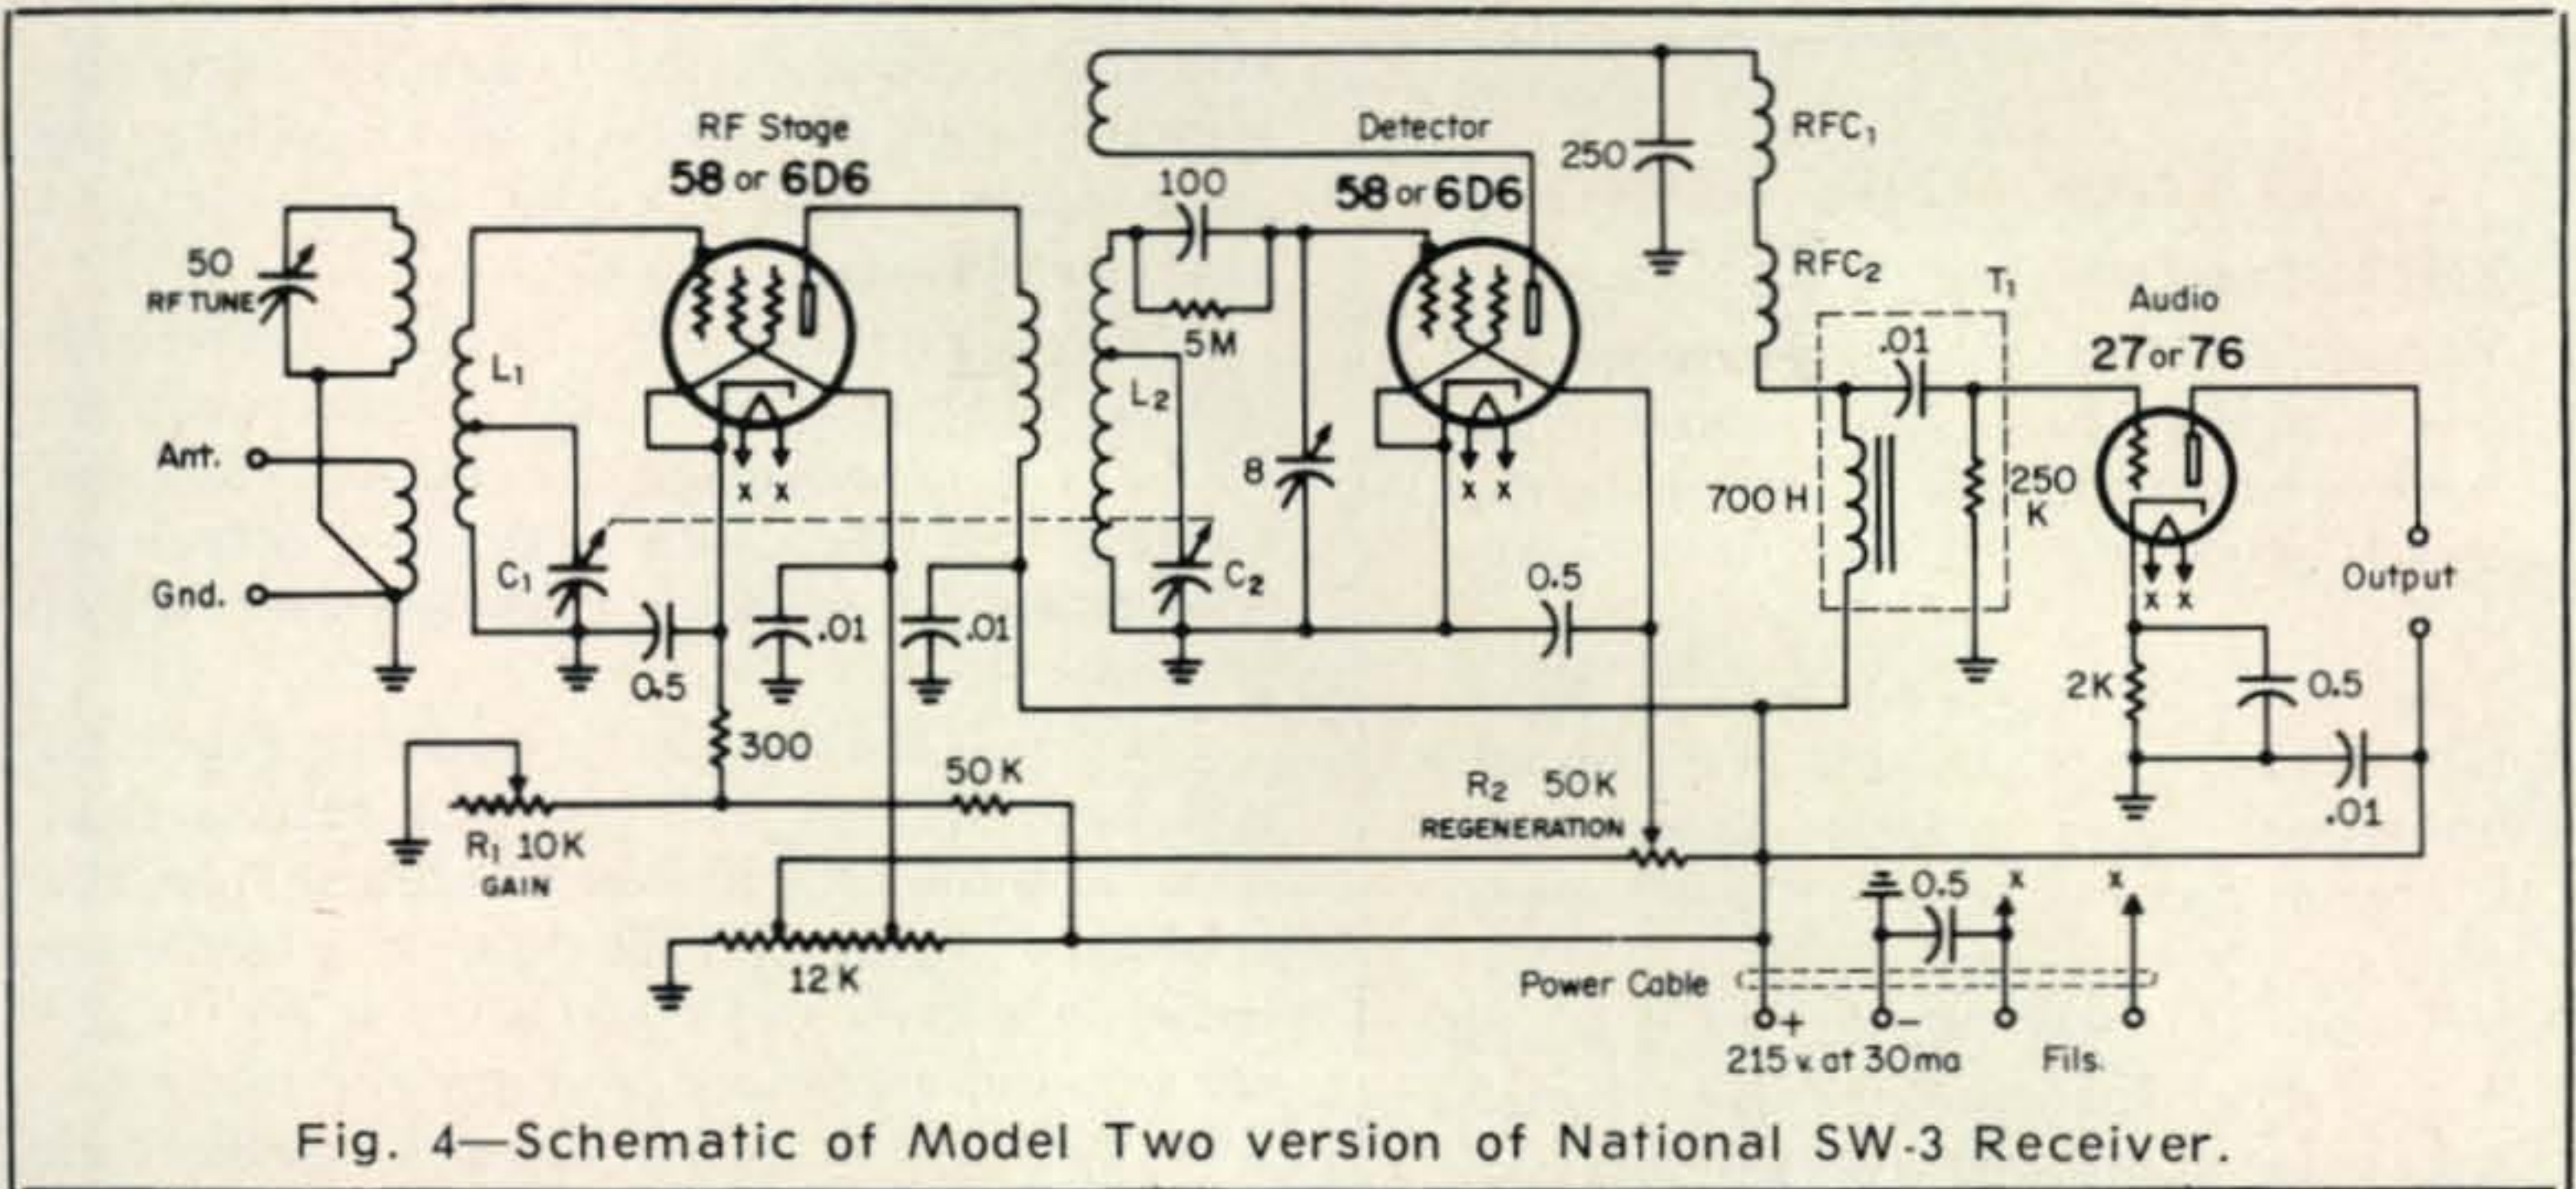 RF Stage
58 or 6D6
Detector
58 or 6D6
100
250
RFC1
RFC2
50
RF TUNE
L1
5M
L2
T1
.01
Audio
27 or 76
Ant.
x x
8
x x
700 H
250
K
Gnd.
C1
0.5
.01
.01
C2
0.5
x x
Output
300
2K
0.5
.01
R1 10K
GAIN
50 K
R2 50K
REGENERATION
12 K
0.5
x
x
Power Cable
+
−
215 v. at 30ma
Fils.
Fig. 4—Schematic of Model Two version of National SW-3 Receiver.